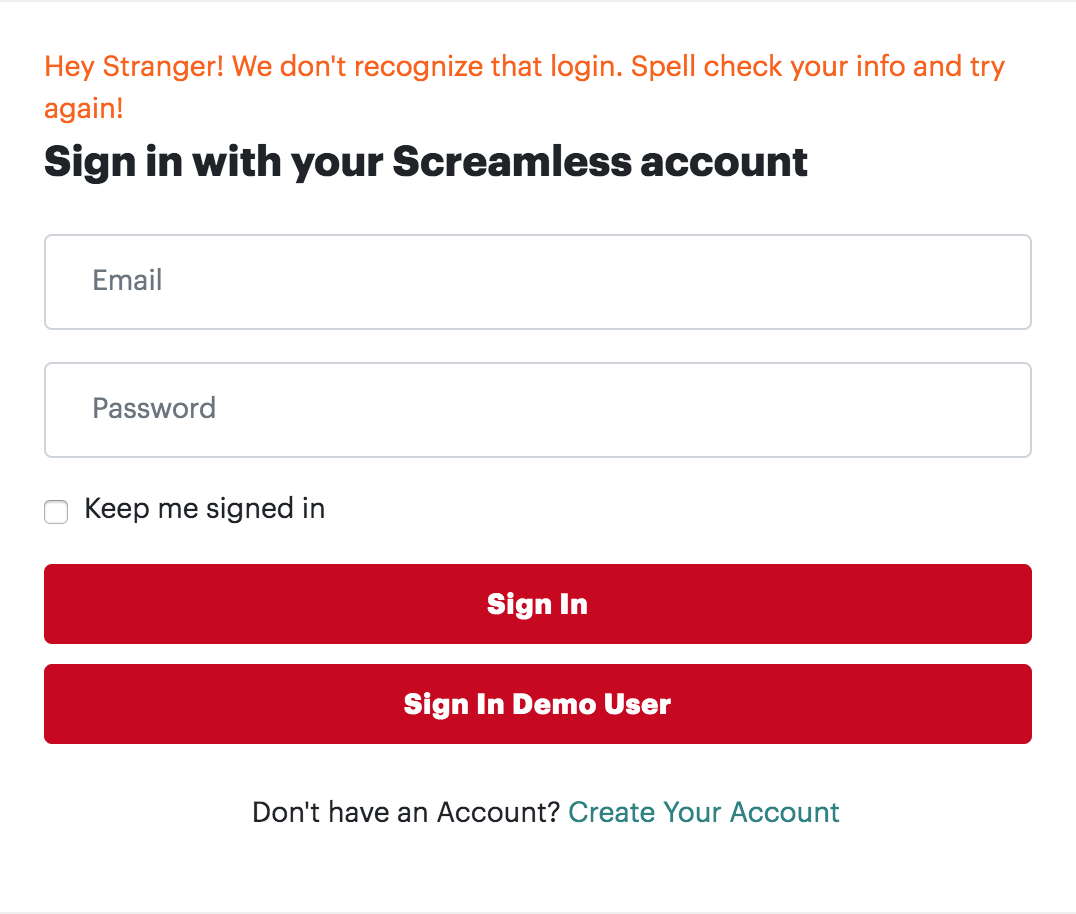 Hey Stranger! We don't recognize that login. Spell check your info and try
again!
Sign in with your Screamless account
Email
Password
Keep me signed in
Sign In
Sign In Demo User
Don't have an Account? Create Your Account